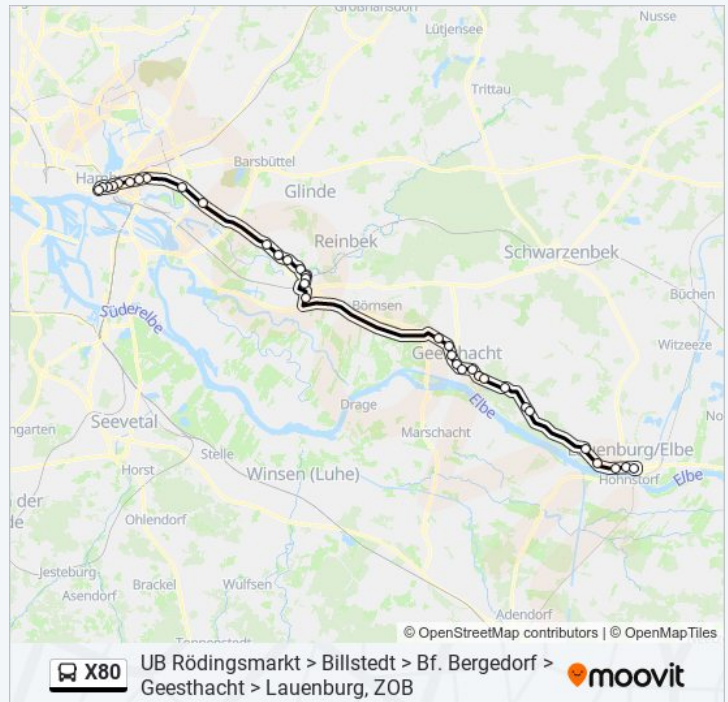 Großhansdorf
Nusse
Lütjensee
Trittau
Barsbüttel
Glinde
Reinbek
Schwarzenbek
Büchen
Börnsen
Witzeeze
Süderelbe
Geesthacht
Drage
Elbe
Seevetal
Marschacht
Stelle
Hohnstorf
Elbe
Horst
Winsen (Luhe)
Ohlendorf
Jesteburg
Asendorf
Brackel
Wulfsen
Adendorf
© OpenStreetMap contributors | © OpenMapTiles
X80 UB Rödingsmarkt > Billstedt > Bf. Bergedorf >
Geesthacht > Lauenburg, ZOB
moovit